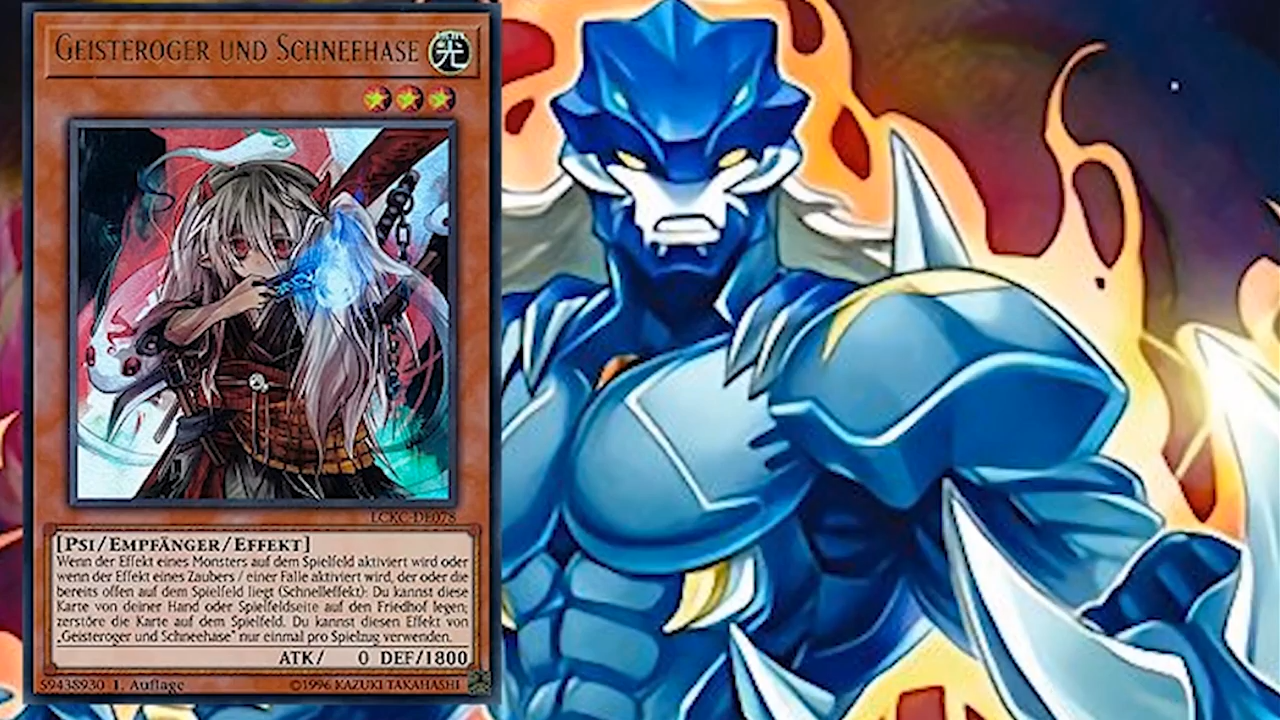 Geisteroger und Schneehase
光
LCKC-DE078
[Psi/Empfänger/Effekt]
Wenn der Effekt eines Monsters auf dem Spielfeld aktiviert wird oder
wenn der Effekt eines Zaubers / einer Falle aktiviert wird, der oder die
bereits offen auf dem Spielfeld liegt (Schnelleffekt): Du kannst diese
Karte von deiner Hand oder Spielfeldseite auf den Friedhof legen;
zerstöre die Karte auf dem Spielfeld. Du kannst diesen Effekt von
„Geisteroger und Schneehase" nur einmal pro Spielzug verwenden.
ATK/ 0 DEF/1800
59438930 1. Auflage ©1996 KAZUKI TAKAHASHI